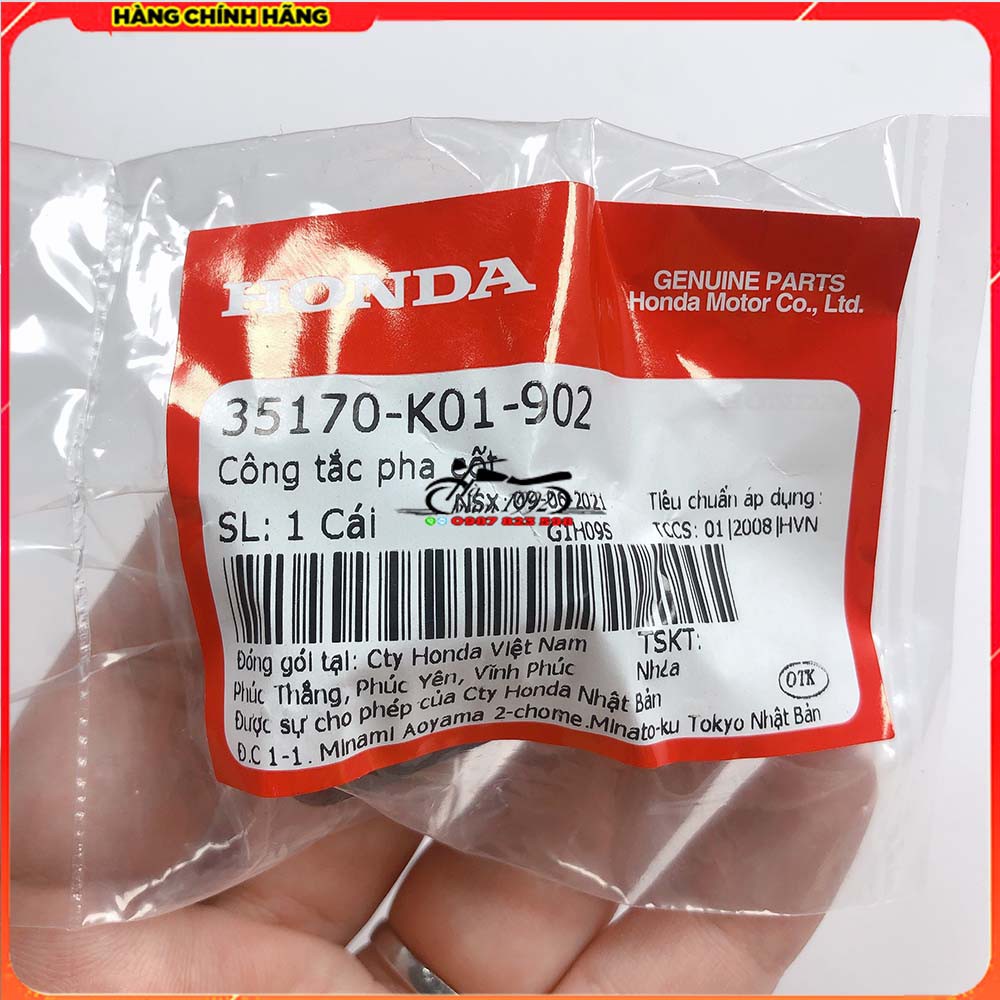 HÀNG CHÍNH HÃNG
HONDA
GENUINE PARTS
Honda Motor Co., Ltd.
35170-K01-902
Công tắc pha
SL: 1 Cái
NSX: 2021
G1H09S
Tiêu chuẩn áp dụng :
TCCS: 01|2008|HVN
Đóng gói tại: Cty Honda Việt Nam
Phúc Thắng, Phúc Yên, Vĩnh Phúc
Được sự cho phép của Cty Honda Nhật Bản
Đ.C 1-1. Minami Aoyama 2-chome.Minato-ku Tokyo Nhật Bản
TSKT:
Nhựa
OTK